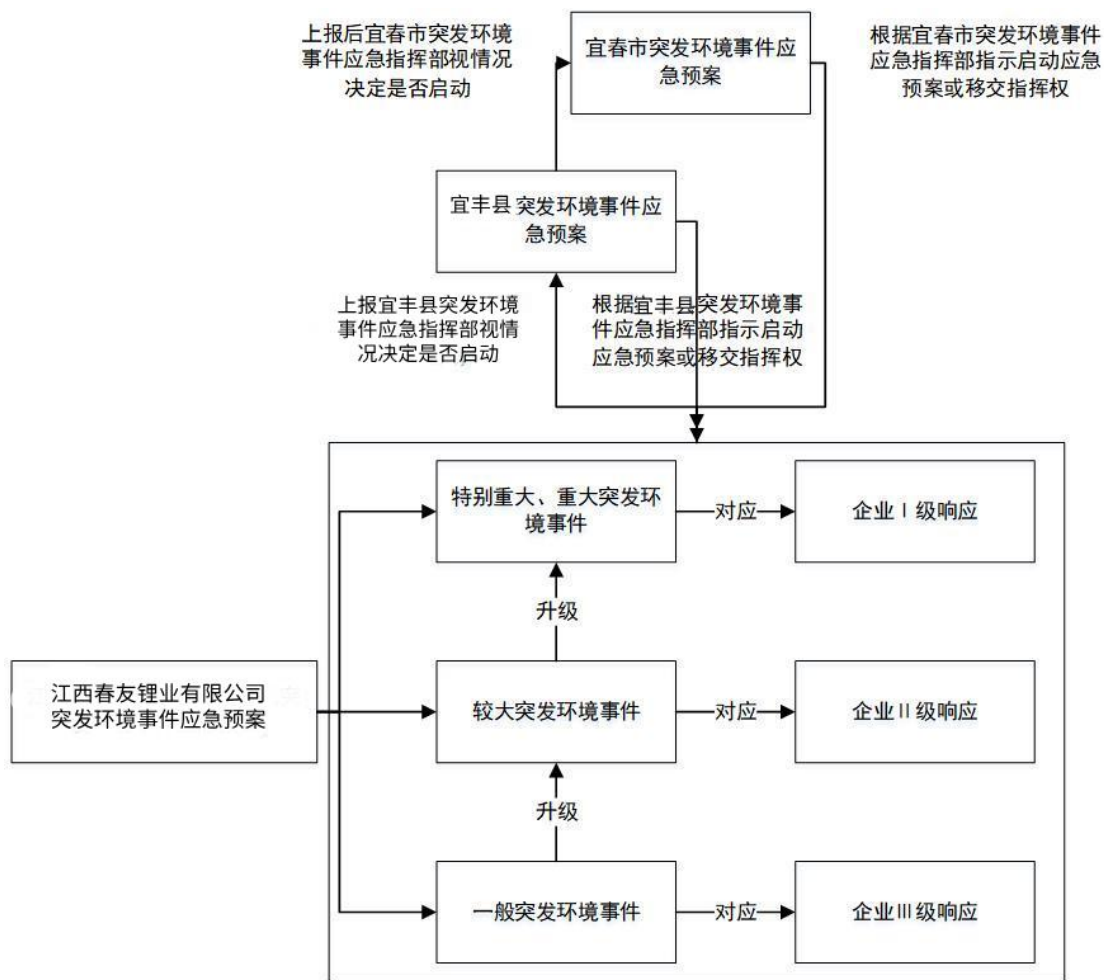 上报后宜春市突发环境
事件应急指挥部视情况
决定是否启动
宜春市突发环境事件应
急预案
根据宜春市突发环境事件
应急指挥部指示启动应急
预案或移交指挥权
宜丰县突发环境事件应
急预案
上报宜丰县突发环境
事件应急指挥部视情
况决定是否启动
根据宜丰县突发环境事
件应急指挥部指示启动
应急预案或移交指挥权
特别重大、重大突发环
境事件
对应
企业Ⅰ级响应
升级
江西春友锂业有限公司
突发环境事件应急预案
较大突发环境事件
对应
企业Ⅱ级响应
升级
一般突发环境事件
对应
企业Ⅲ级响应